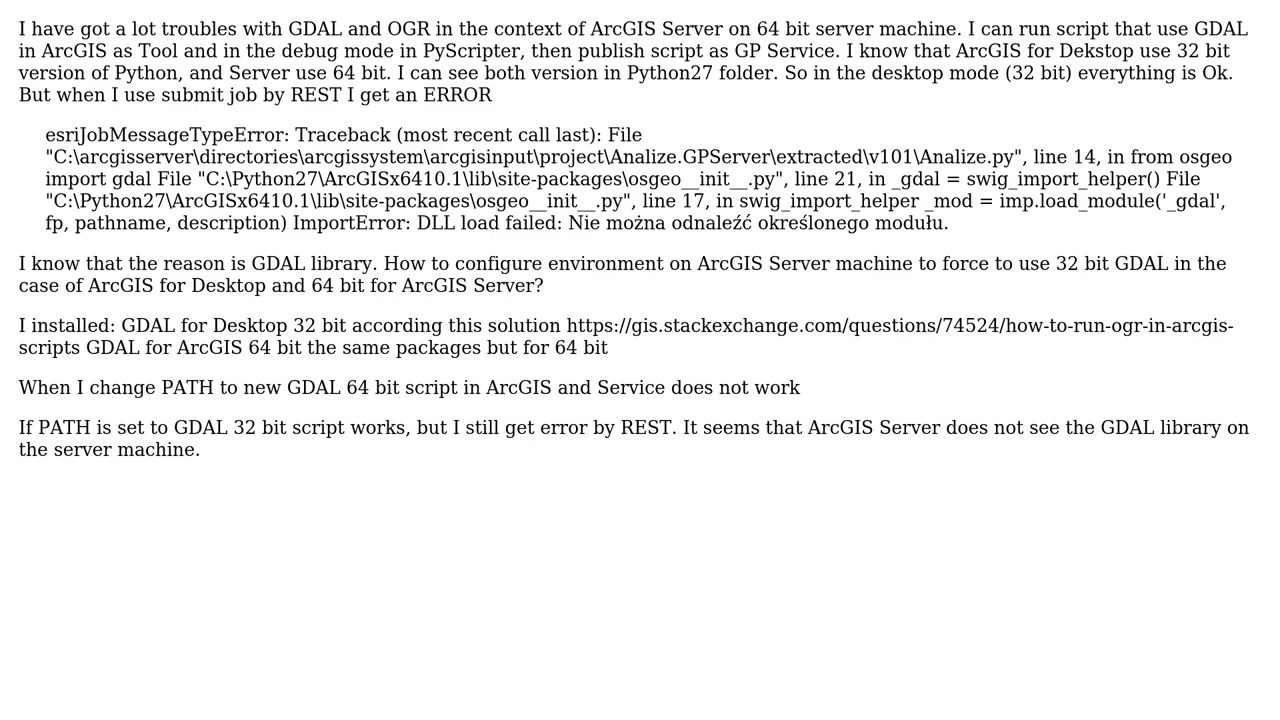 I have got a lot troubles with GDAL and OGR in the context of ArcGIS Server on 64 bit server machine. I can run script that use GDAL
in ArcGIS as Tool and in the debug mode in PyScripter, then publish script as GP Service. I know that ArcGIS for Dekstop use 32 bit
version of Python, and Server use 64 bit. I can see both version in Python27 folder. So in the desktop mode (32 bit) everything is Ok.
But when I use submit job by REST I get an ERROR
esriJobMessageTypeError: Traceback (most recent call last): File
"C:\arcgisserver\directories\arcgissystem\arcgisinput\project\Analize.GPServer\extracted\v101\Analize.py", line 14, in from osgeo
import gdal File "C:\Python27\ArcGISx6410.1\lib\site-packages\osgeo__init__.py", line 21, in _gdal = swig_import_helper() File
"C:\Python27\ArcGISx6410.1\lib\site-packages\osgeo__init__.py", line 17, in swig_import_helper _mod = imp.load_module('_gdal',
fp, pathname, description) ImportError: DLL load failed: Nie można odnaleźć określonego modułu.
I know that the reason is GDAL library. How to configure environment on ArcGIS Server machine to force to use 32 bit GDAL in the
case of ArcGIS for Desktop and 64 bit for ArcGIS Server?
I installed: GDAL for Desktop 32 bit according this solution https://gis.stackexchange.com/questions/74524/how-to-run-ogr-in-arcgis-
scripts GDAL for ArcGIS 64 bit the same packages but for 64 bit
When I change PATH to new GDAL 64 bit script in ArcGIS and Service does not work
If PATH is set to GDAL 32 bit script works, but I still get error by REST. It seems that ArcGIS Server does not see the GDAL library on
the server machine.